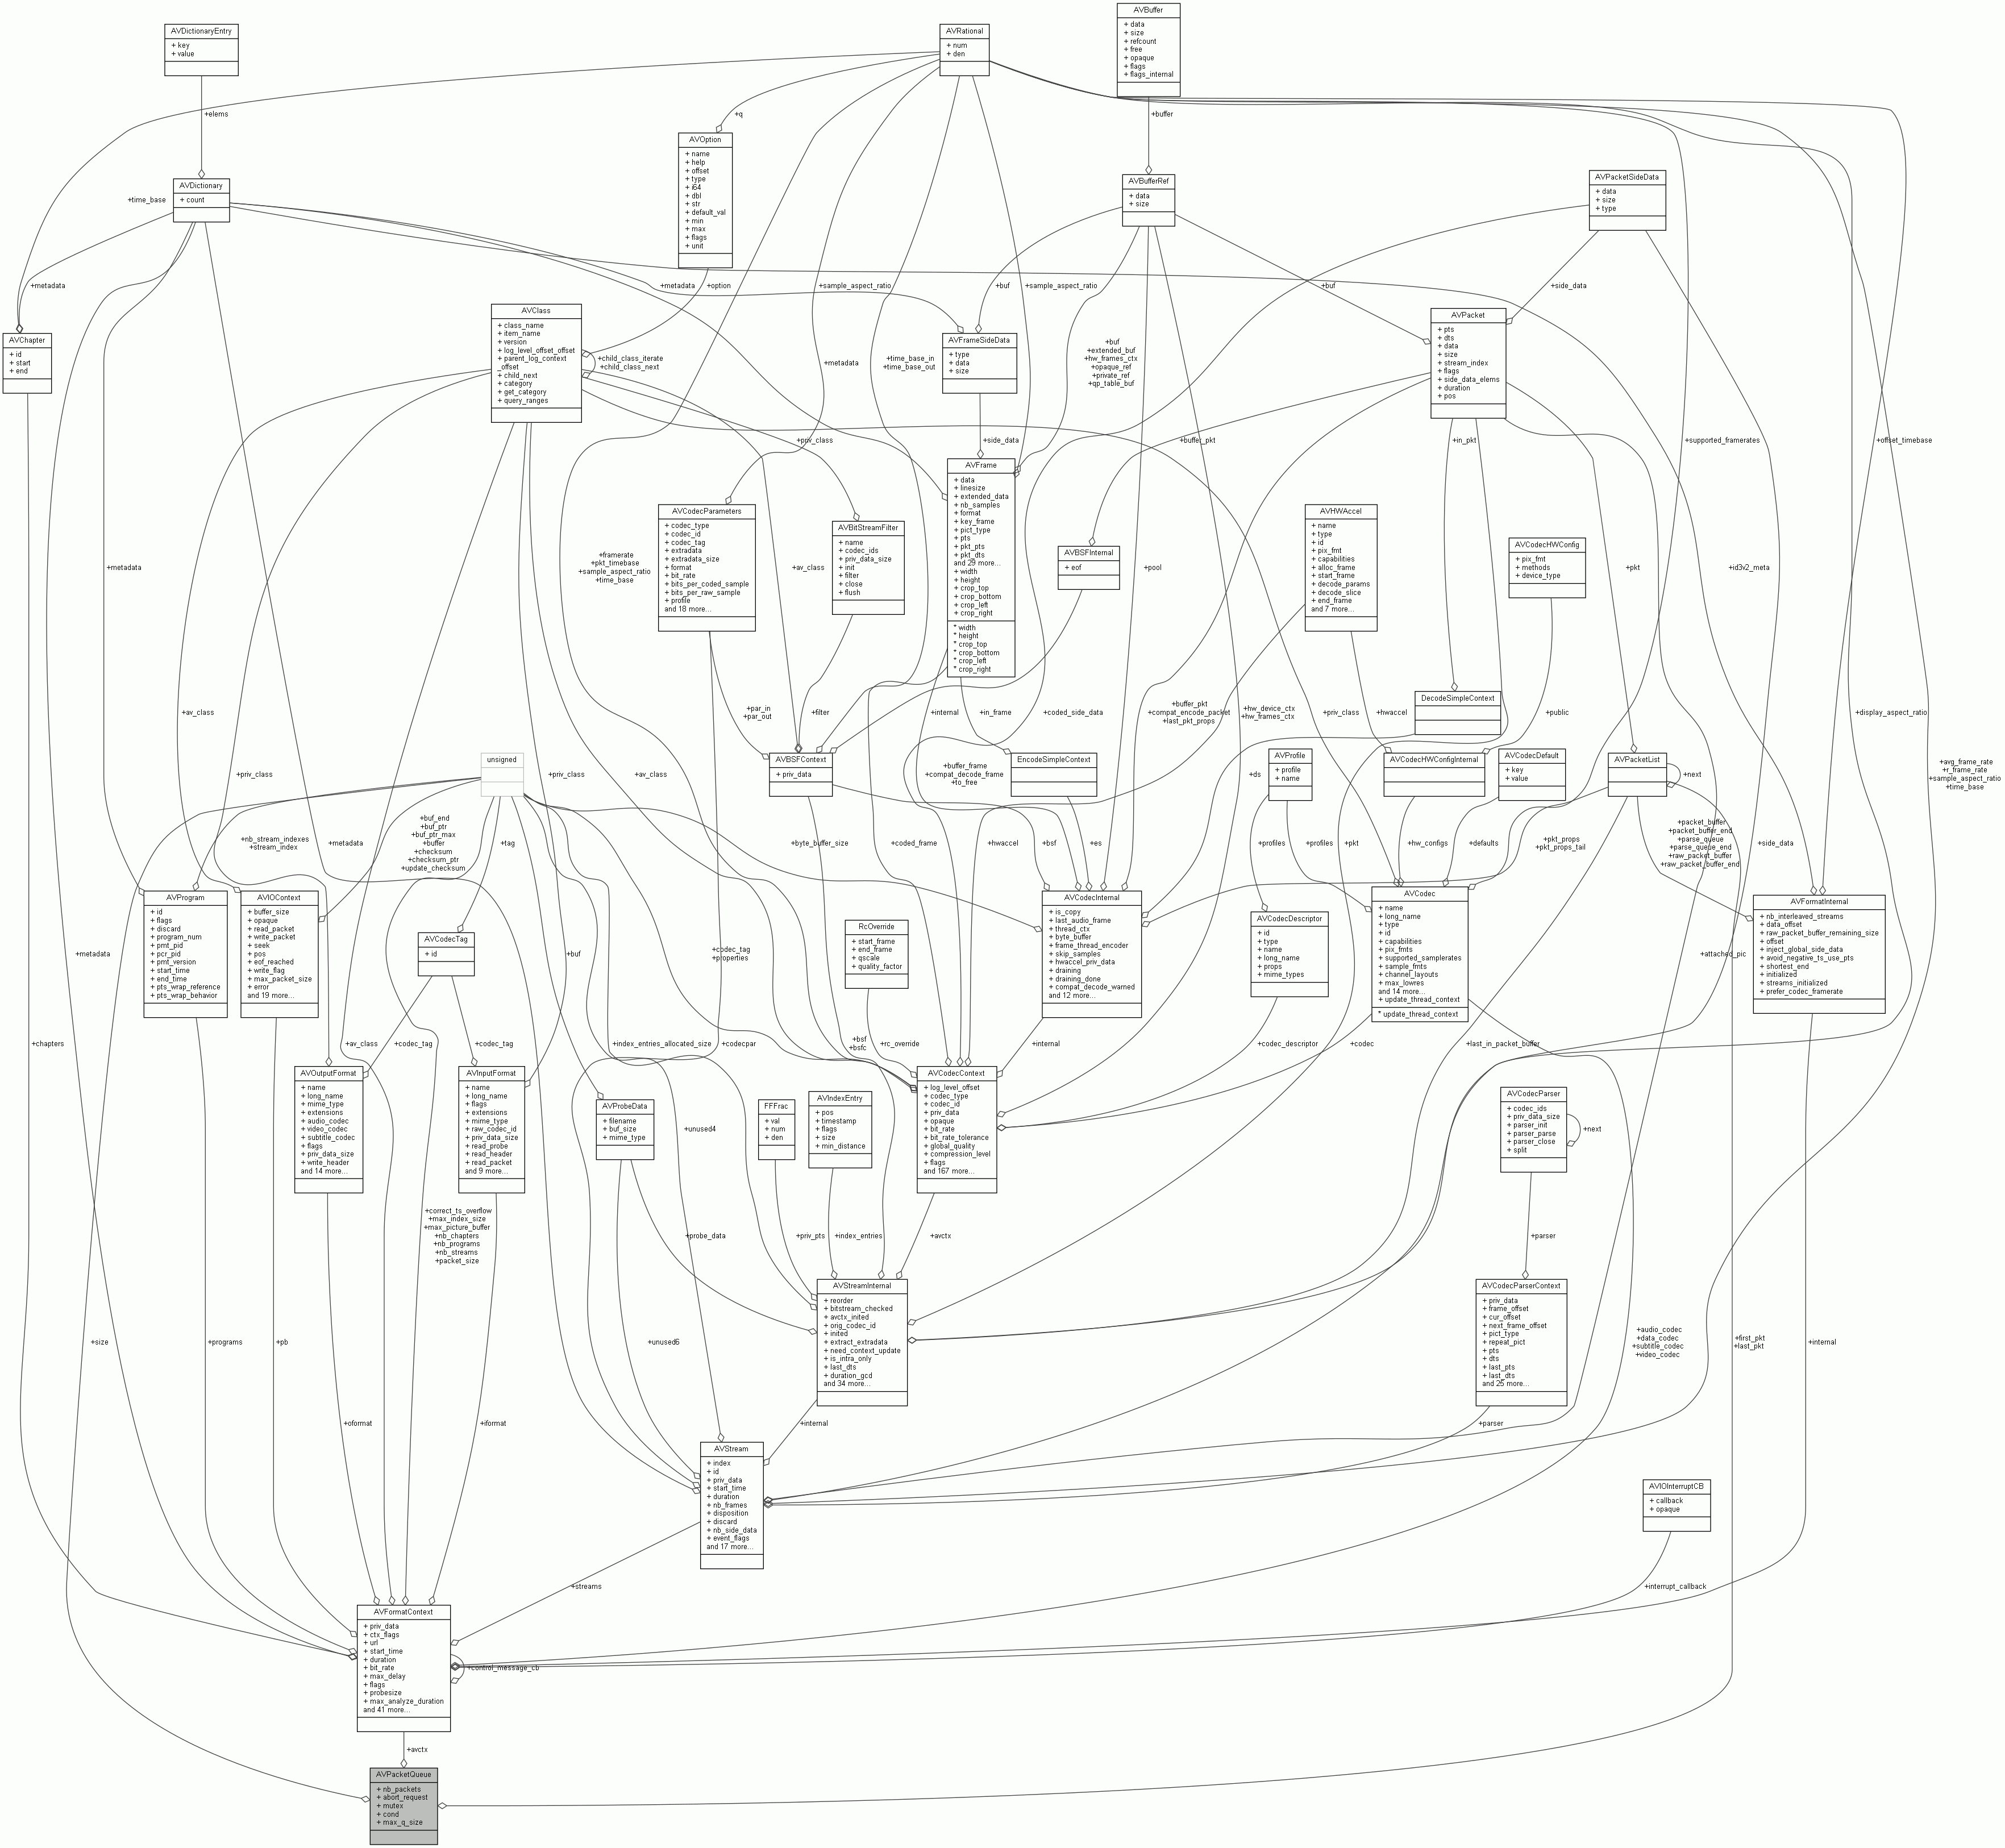 AVBuffer
+ data
+ size
+ refcount
+ free
+ opaque
+ flags
+ flags_internal
AVDictionaryEntry
+ key
+ value
AVRational
+ num
+ den
+elems
+q
+buffer
AVOption
+ name
+ help
+ offset
+ type
+ i64
+ dbl
+ str
+ default_val
+ min
+ max
+ flags
+ unit
AVDictionary
+ count
AVBufferRef
+ data
+ size
AVPacketSideData
+ data
+ size
+ type
+time_base
+metadata
+option
+metadata
+sample_aspect_ratio
+buf
+sample_aspect_ratio
+buf
+side_data
AVChapter
+ id
+ start
+ end
AVClass
+ class_name
+ item_name
+ version
+ log_level_offset_offset
+ parent_log_context
_offset
+ child_next
+ category
+ get_category
+ query_ranges
+child_class_iterate
+child_class_next
+metadata
+time_base_in
+time_base_out
AVFrameSideData
+ type
+ data
+ size
+buf
+extended_buf
+hw_frames_ctx
+opaque_ref
+private_ref
+qp_table_buf
AVPacket
+ pts
+ dts
+ data
+ size
+ stream_index
+ flags
+ side_data_elems
+ duration
+ pos
+priv_class
+side_data
+buffer_pkt
+in_pkt
+supported_framerates
+offset_timebase
AVFrame
+ data
+ linesize
+ extended_data
+ nb_samples
+ format
+ key_frame
+ pict_type
+ pts
+ pkt_pts
+ pkt_dts
and 29 more...
+ width
+ height
+ crop_top
+ crop_bottom
+ crop_left
+ crop_right
* width
* height
* crop_top
* crop_bottom
* crop_left
* crop_right
+metadata
+framerate
+pkt_timebase
+sample_aspect_ratio
+time_base
AVCodecParameters
+ codec_type
+ codec_id
+ codec_tag
+ extradata
+ extradata_size
+ format
+ bit_rate
+ bits_per_coded_sample
+ bits_per_raw_sample
+ profile
and 18 more...
+av_class
AVBitStreamFilter
+ name
+ codec_ids
+ priv_data_size
+ init
+ filter
+ close
+ flush
AVBSFInternal
+ eof
+pool
AVHWAccel
+ name
+ type
+ id
+ pix_fmt
+ capabilities
+ alloc_frame
+ start_frame
+ decode_params
+ decode_slice
+ end_frame
and 7 more...
AVCodecHWConfig
+ pix_fmt
+ methods
+ device_type
+pkt
+id3v2_meta
+av_class
+par_in
+par_out
+filter
+internal
+in_frame
+coded_side_data
+buffer_pkt
+compat_encode_packet
+last_pkt_props
+hw_device_ctx
+hw_frames_ctx
+priv_class
+hwaccel
DecodeSimpleContext
+public
+display_aspect_ratio
unsigned
+priv_class
+priv_class
+av_class
AVBSFContext
+ priv_data
+buffer_frame
+compat_decode_frame
+to_free
EncodeSimpleContext
+ds
AVProfile
+ profile
+ name
AVCodecHWConfigInternal
AVCodecDefault
+ key
+ value
AVPacketList
+next
+avg_frame_rate
+r_frame_rate
+sample_aspect_ratio
+time_base
+nb_stream_indexes
+stream_index
+metadata
+buf_end
+buf_ptr
+buf_ptr_max
+buffer
+checksum
+checksum_ptr
+update_checksum
+tag
+byte_buffer_size
+coded_frame
+hwaccel
+bsf
+es
+profiles
+profiles
+pkt
+hw_configs
+defaults
+pkt_props
+pkt_props_tail
+packet_buffer
+packet_buffer_end
+parse_queue
+parse_queue_end
+raw_packet_buffer
+raw_packet_buffer_end
+side_data
AVProgram
+ id
+ flags
+ discard
+ program_num
+ pmt_pid
+ pcr_pid
+ pmt_version
+ start_time
+ end_time
+ pts_wrap_reference
+ pts_wrap_behavior
AVIOContext
+ buffer_size
+ opaque
+ read_packet
+ write_packet
+ seek
+ pos
+ eof_reached
+ write_flag
+ max_packet_size
+ error
and 19 more...
AVCodecTag
+ id
+metadata
+buf
+codec_tag
+properties
RcOverride
+ start_frame
+ end_frame
+ qscale
+ quality_factor
AVCodecInternal
+ is_copy
+ last_audio_frame
+ thread_ctx
+ byte_buffer
+ frame_thread_encoder
+ skip_samples
+ hwaccel_priv_data
+ draining
+ draining_done
+ compat_decode_warned
and 12 more...
AVCodecDescriptor
+ id
+ type
+ name
+ long_name
+ props
+ mime_types
AVCodec
+ name
+ long_name
+ type
+ id
+ capabilities
+ pix_fmts
+ supported_samplerates
+ sample_fmts
+ channel_layouts
+ max_lowres
and 14 more...
+ update_thread_context
* update_thread_context
+attached_pic
AVFormatInternal
+ nb_interleaved_streams
+ data_offset
+ raw_packet_buffer_remaining_size
+ offset
+ inject_global_side_data
+ avoid_negative_ts_use_pts
+ shortest_end
+ initialized
+ streams_initialized
+ prefer_codec_framerate
+chapters
+av_class
+codec_tag
+codec_tag
+index_entries_allocated_size
+codecpar
+bsf
+bsfc
+rc_override
+internal
+codec_descriptor
+codec
+last_in_packet_buffer
AVOutputFormat
+ name
+ long_name
+ mime_type
+ extensions
+ audio_codec
+ video_codec
+ subtitle_codec
+ flags
+ priv_data_size
+ write_header
and 14 more...
AVInputFormat
+ name
+ long_name
+ flags
+ extensions
+ mime_type
+ raw_codec_id
+ priv_data_size
+ read_probe
+ read_header
+ read_packet
and 9 more...
AVProbeData
+ filename
+ buf_size
+ mime_type
+unused4
FFFrac
+ val
+ num
+ den
AVIndexEntry
+ pos
+ timestamp
+ flags
+ size
+ min_distance
AVCodecContext
+ log_level_offset
+ codec_type
+ codec_id
+ priv_data
+ opaque
+ bit_rate
+ bit_rate_tolerance
+ global_quality
+ compression_level
+ flags
and 167 more...
AVCodecParser
+ codec_ids
+ priv_data_size
+ parser_init
+ parser_parse
+ parser_close
+ split
+next
+correct_ts_overflow
+max_index_size
+max_picture_buffer
+nb_chapters
+nb_programs
+nb_streams
+packet_size
+probe_data
+priv_pts
+index_entries
+avctx
+parser
AVStreamInternal
+ reorder
+ bitstream_checked
+ avctx_inited
+ orig_codec_id
+ inited
+ extract_extradata
+ need_context_update
+ is_intra_only
+ last_dts
+ duration_gcd
and 34 more...
AVCodecParserContext
+ priv_data
+ frame_offset
+ cur_offset
+ next_frame_offset
+ pict_type
+ repeat_pict
+ pts
+ dts
+ last_pts
+ last_dts
and 25 more...
+size
+programs
+pb
+unused6
+audio_codec
+data_codec
+subtitle_codec
+video_codec
+first_pkt
+last_pkt
+internal
+oformat
+iformat
+internal
+parser
AVStream
+ index
+ id
+ priv_data
+ start_time
+ duration
+ nb_frames
+ disposition
+ discard
+ nb_side_data
+ event_flags
and 17 more...
AVIOInterruptCB
+ callback
+ opaque
+streams
+interrupt_callback
AVFormatContext
+ priv_data
+ ctx_flags
+ url
+ start_time
+ duration
+ bit_rate
+ max_delay
+ flags
+ probesize
+ max_analyze_duration
and 41 more...
+control_message_cb
+avctx
AVPacketQueue
+ nb_packets
+ abort_request
+ mutex
+ cond
+ max_q_size